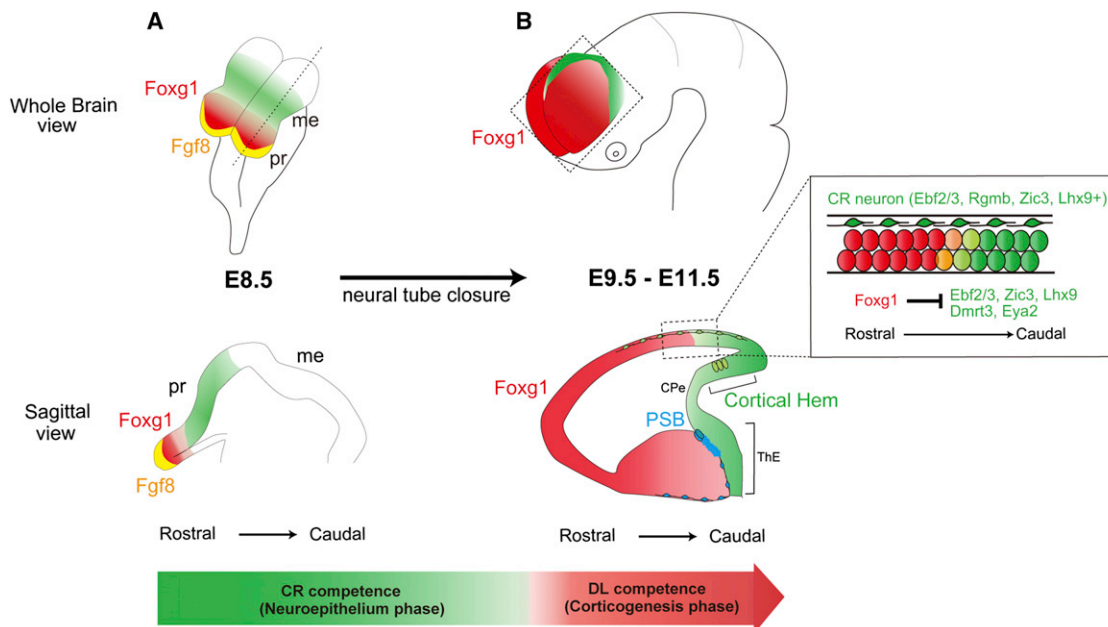 A
B
Whole Brain
view
Foxg1
Fgf8
me
pr
Foxg1
E8.5
neural tube closure
E9.5 - E11.5
CR neuron (Ebf2/3, Rgmb, Zic3, Lhx9+)
Foxg1
Ebf2/3, Zic3, Lhx9
Dmrt3, Eya2
Rostral
Caudal
Sagittal
view
me
pr
Foxg1
Fgf8
Foxg1
CPe
Cortical Hem
PSB
ThE
Rostral
Caudal
Rostral
Caudal
CR competence
(Neuroepithelium phase)
DL competence
(Corticogenesis phase)